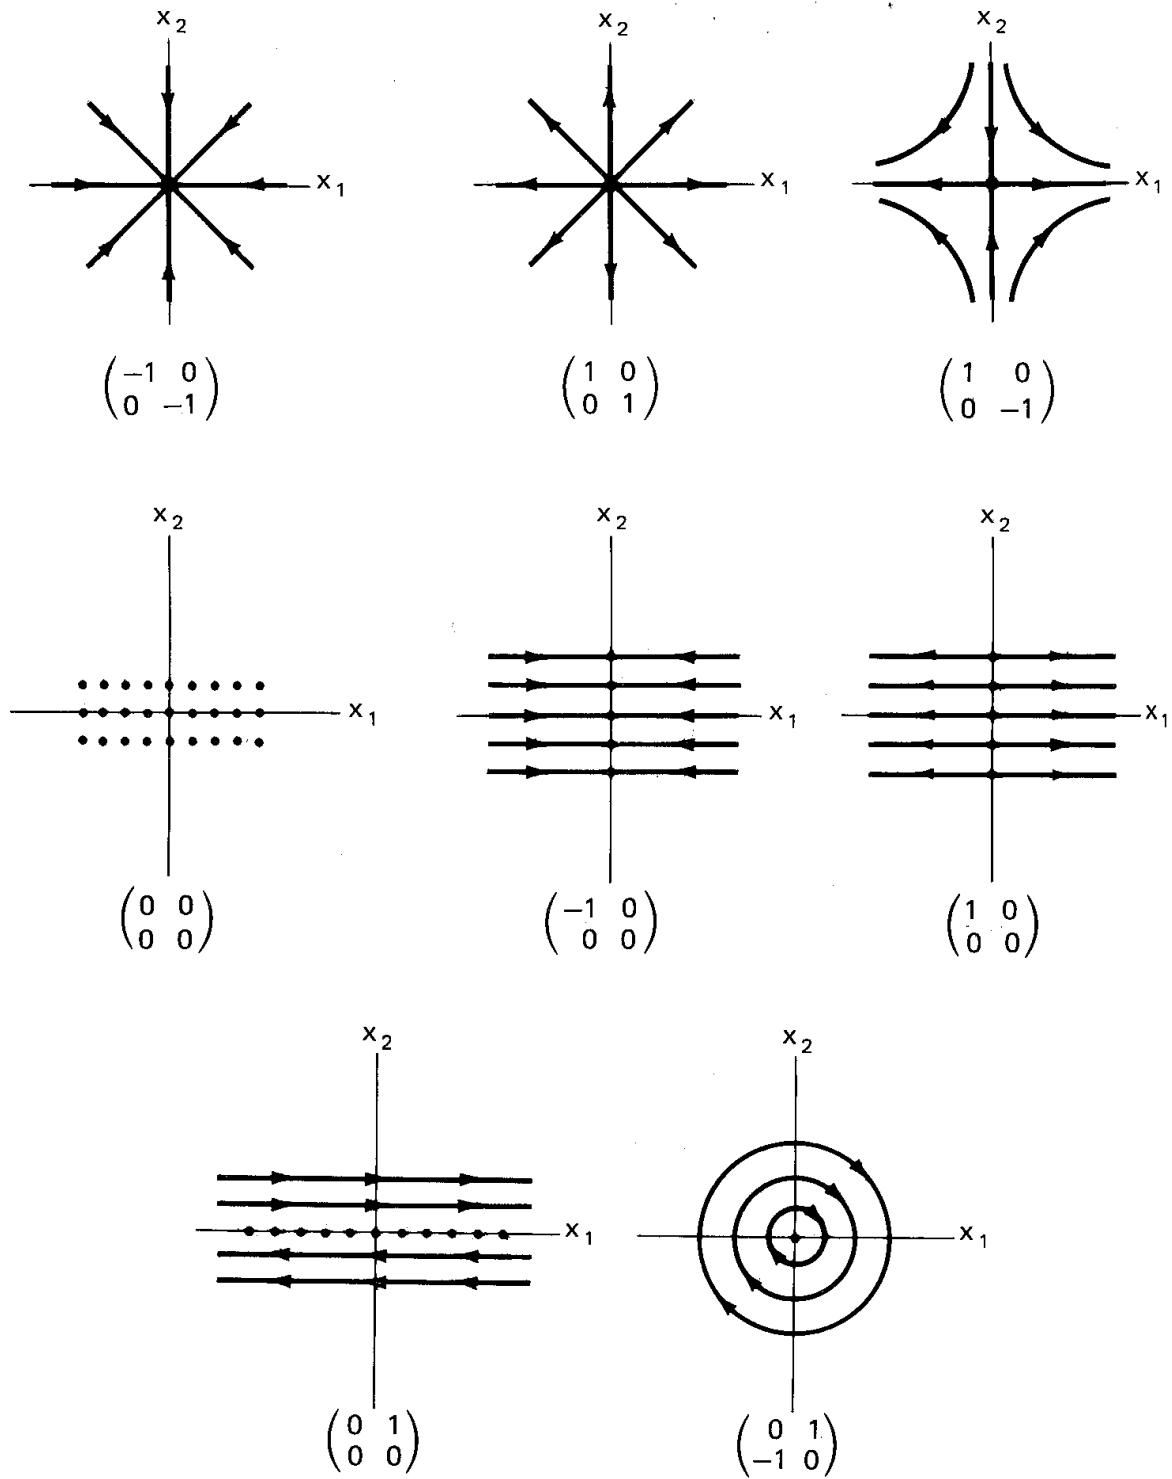 x₂ x₂ x₂
x₁ x₁ x₁
(−1 0
0 −1)
(1 0
0 1)
(1 0
0 −1)
x₂ x₂ x₂
x₁ x₁ x₁
(0 0
0 0)
(−1 0
0 0)
(1 0
0 0)
x₂ x₂
x₁ x₁
(0 1
0 0)
(0 1
−1 0)